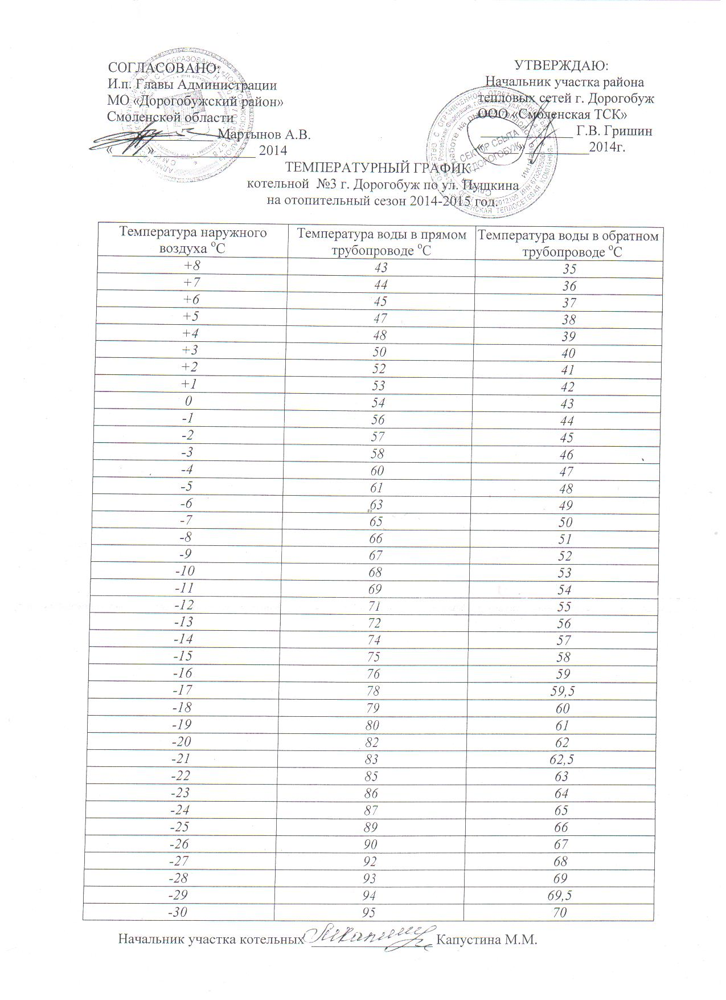 СОГЛАСОВАНО:
И.п. Главы Администрации
МО «Дорогобужский район»
Смоленской области
_______________ Мартынов А.В.
«_____»______________ 2014
УТВЕРЖДАЮ:
Начальник участка района
тепловых сетей г. Дорогобуж
ООО «Смоленская ТСК»
_____________ Г.В. Гришин
«_____»_________2014г.
СЕКТОР СБЫТА
г.ДОРОГОБУЖ
ТЕМПЕРАТУРНЫЙ ГРАФИК
котельной №3 г. Дорогобуж по ул. Пушкина
на отопительный сезон 2014-2015 год.
Температура наружного воздуха °С Температура воды в прямом трубопроводе °С Температура воды в обратном трубопроводе °С
+8 43 35
+7 44 36
+6 45 37
+5 47 38
+4 48 39
+3 50 40
+2 52 41
+1 53 42
0 54 43
-1 56 44
-2 57 45
-3 58 46
-4 60 47
-5 61 48
-6 63 49
-7 65 50
-8 66 51
-9 67 52
-10 68 53
-11 69 54
-12 71 55
-13 72 56
-14 74 57
-15 75 58
-16 76 59
-17 78 59,5
-18 79 60
-19 80 61
-20 82 62
-21 83 62,5
-22 85 63
-23 86 64
-24 87 65
-25 89 66
-26 90 67
-27 92 68
-28 93 69
-29 94 69,5
-30 95 70
Начальник участка котельных ________________ Капустина М.М.